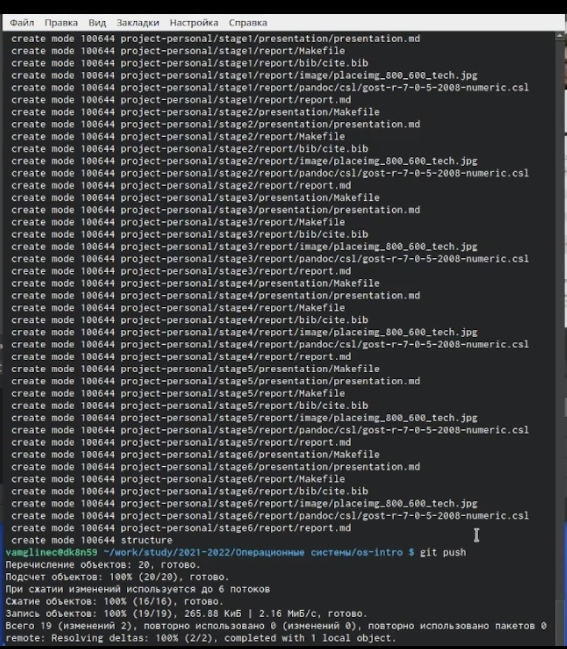 Файл Правка Вид Закладки Настройка Справка
create mode 100644 project-personal/stage1/presentation/presentation.md
create mode 100644 project-personal/stage1/report/Makefile
create mode 100644 project-personal/stage1/report/bib/cite.bib
create mode 100644 project-personal/stage1/report/image/placeimg_800_600_tech.jpg
create mode 100644 project-personal/stage1/report/pandoc/csl/gost-r-7-0-5-2008-numeric.csl
create mode 100644 project-personal/stage1/report/report.md
create mode 100644 project-personal/stage2/presentation/Makefile
create mode 100644 project-personal/stage2/presentation/presentation.md
create mode 100644 project-personal/stage2/report/Makefile
create mode 100644 project-personal/stage2/report/bib/cite.bib
create mode 100644 project-personal/stage2/report/image/placeimg_800_600_tech.jpg
create mode 100644 project-personal/stage2/report/pandoc/csl/gost-r-7-0-5-2008-numeric.csl
create mode 100644 project-personal/stage2/report/report.md
create mode 100644 project-personal/stage3/presentation/Makefile
create mode 100644 project-personal/stage3/presentation/presentation.md
create mode 100644 project-personal/stage3/report/Makefile
create mode 100644 project-personal/stage3/report/bib/cite.bib
create mode 100644 project-personal/stage3/report/image/placeimg_800_600_tech.jpg
create mode 100644 project-personal/stage3/report/pandoc/csl/gost-r-7-0-5-2008-numeric.csl
create mode 100644 project-personal/stage3/report/report.md
create mode 100644 project-personal/stage4/presentation/Makefile
create mode 100644 project-personal/stage4/presentation/presentation.md
create mode 100644 project-personal/stage4/report/Makefile
create mode 100644 project-personal/stage4/report/bib/cite.bib
create mode 100644 project-personal/stage4/report/image/placeimg_800_600_tech.jpg
create mode 100644 project-personal/stage4/report/pandoc/csl/gost-r-7-0-5-2008-numeric.csl
create mode 100644 project-personal/stage4/report/report.md
create mode 100644 project-personal/stage5/presentation/Makefile
create mode 100644 project-personal/stage5/presentation/presentation.md
create mode 100644 project-personal/stage5/report/Makefile
create mode 100644 project-personal/stage5/report/bib/cite.bib
create mode 100644 project-personal/stage5/report/image/placeimg_800_600_tech.jpg
create mode 100644 project-personal/stage5/report/pandoc/csl/gost-r-7-0-5-2008-numeric.csl
create mode 100644 project-personal/stage5/report/report.md
create mode 100644 project-personal/stage6/presentation/Makefile
create mode 100644 project-personal/stage6/presentation/presentation.md
create mode 100644 project-personal/stage6/report/Makefile
create mode 100644 project-personal/stage6/report/bib/cite.bib
create mode 100644 project-personal/stage6/report/image/placeimg_800_600_tech.jpg
create mode 100644 project-personal/stage6/report/pandoc/csl/gost-r-7-0-5-2008-numeric.csl
create mode 100644 project-personal/stage6/report/report.md
create mode 100644 structure
vamglinec@dk8n59 ~/work/study/2021-2022/Операционные системы/os-intro $ git push
Перечисление объектов: 20, готово.
Подсчет объектов: 100% (20/20), готово.
При сжатии изменений используется до 6 потоков
Сжатие объектов: 100% (16/16), готово.
Запись объектов: 100% (19/19), 265.88 КиБ | 2.16 МиБ/с, готово.
Всего 19 (изменений 2), повторно использовано 0 (изменений 0), повторно использовано пакетов 0
remote: Resolving deltas: 100% (2/2), completed with 1 local object.